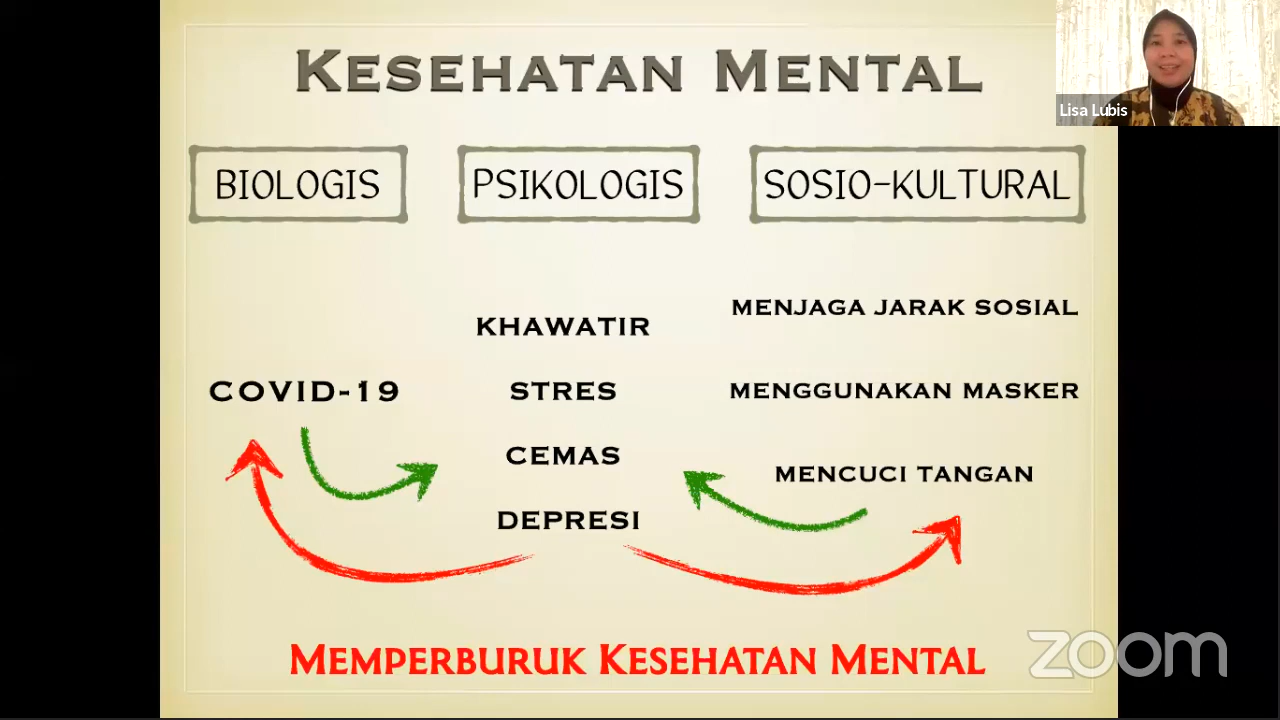 KESEHATAN MENTAL
Lisa Lubis
BIOLOGIS
PSIKOLOGIS
SOSIO-KULTURAL
COVID-19
KHAWATIR
STRES
CEMAS
DEPRESI
MENJAGA JARAK SOSIAL
MENGGUNAKAN MASKER
MENCUCI TANGAN
MEMPERBURUK KESEHATAN MENTAL
zoom